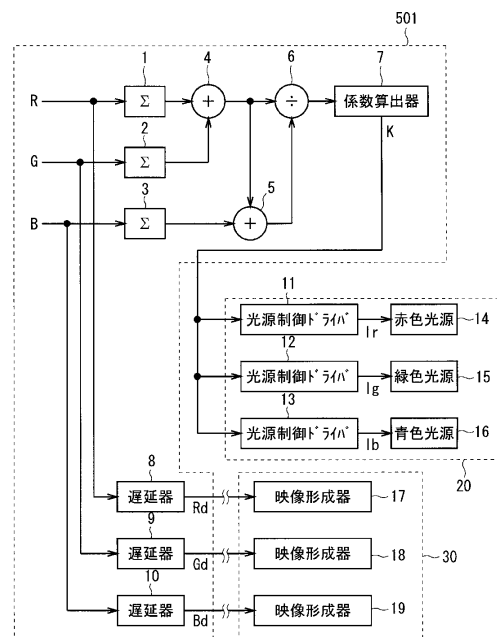 501
1 4 6 7
R Σ + ÷ 係数算出器
K
2
G Σ
3 5
B Σ +
11
光源制御ﾄﾞﾗｲﾊﾞ Ir 赤色光源 14
12
光源制御ﾄﾞﾗｲﾊﾞ Ig 緑色光源 15
13
光源制御ﾄﾞﾗｲﾊﾞ Ib 青色光源 16
20
8
遅延器 Rd 映像形成器 17
9
遅延器 Gd 映像形成器 18
30
10
遅延器 Bd 映像形成器 19